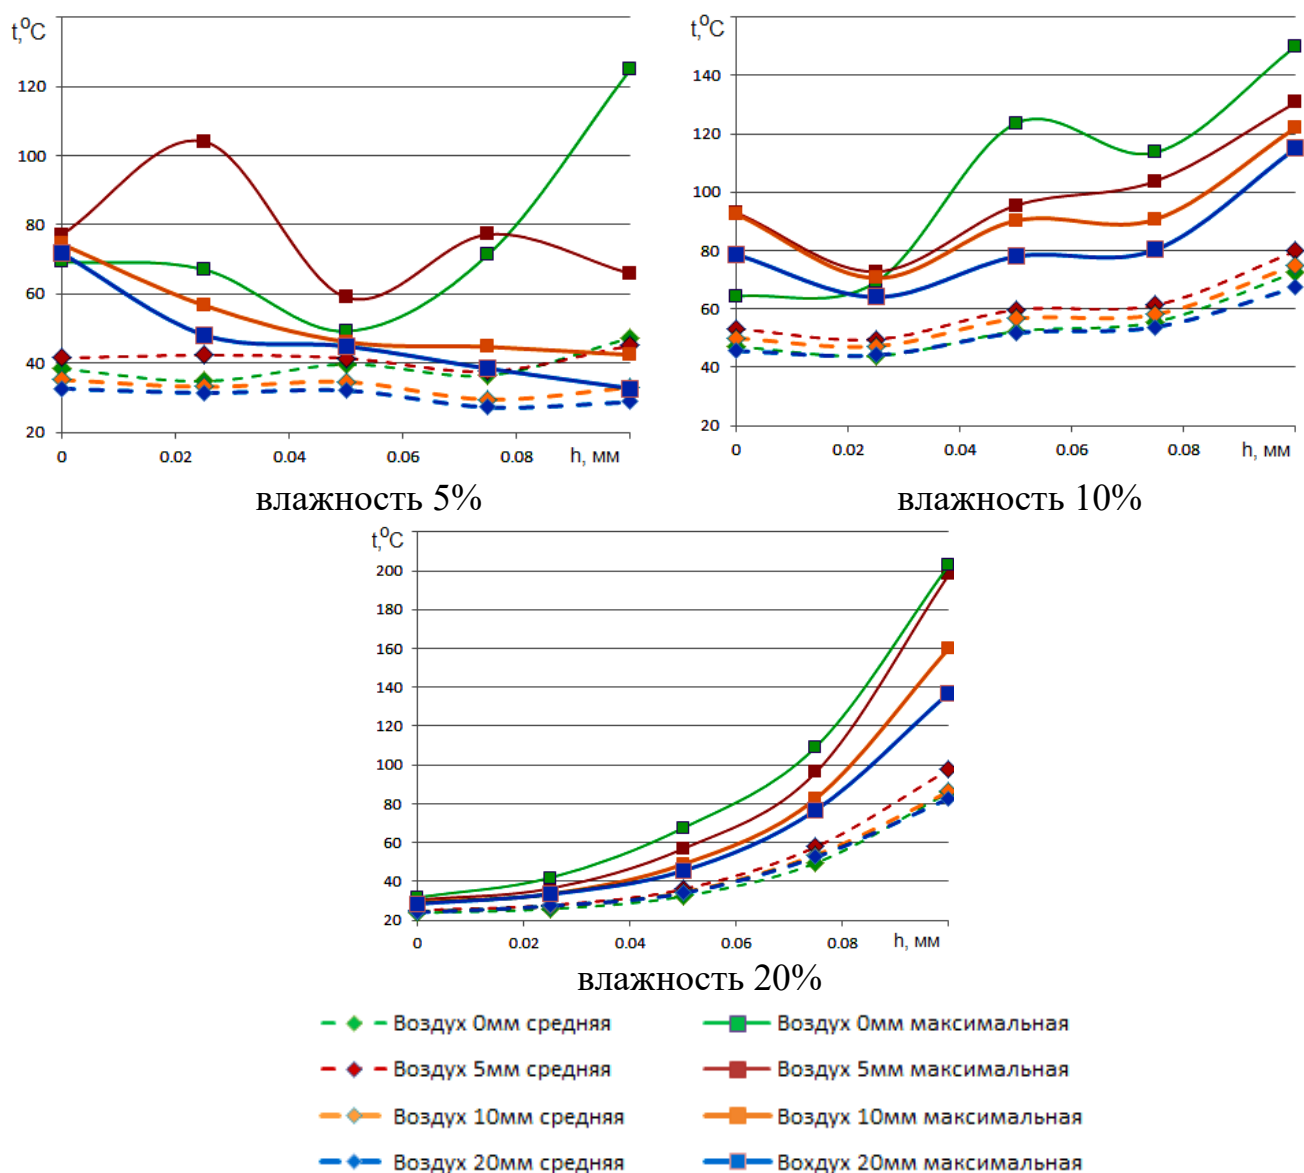 t,°C
120
100
80
60
40
20
0
0.02
0.04
0.06
0.08
h, мм
влажность 5%
t,°C
140
120
100
80
60
40
20
0
0.02
0.04
0.06
0.08
h, мм
влажность 10%
t,°C
200
180
160
140
120
100
80
60
40
20
0
0.02
0.04
0.06
0.08
h, мм
влажность 20%
Воздух 0мм средняя
Воздух 0мм максимальная
Воздух 5мм средняя
Воздух 5мм максимальная
Воздух 10мм средняя
Воздух 10мм максимальная
Воздух 20мм средняя
Вохдух 20мм максимальная